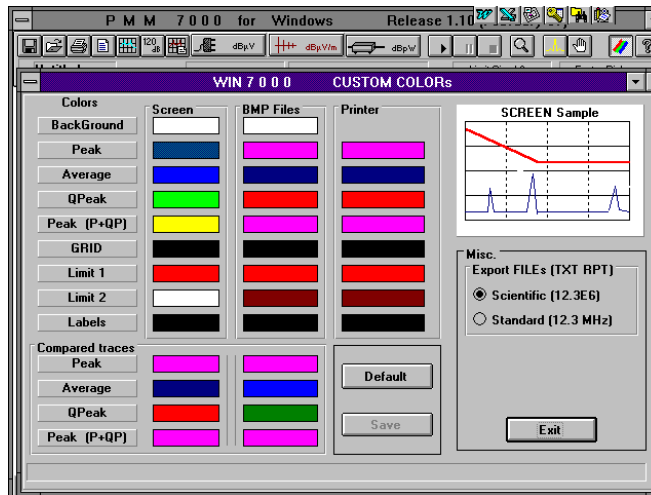 P M M 7 0 0 0 for Windows Release 1.10
120 dB dBµV dBµV/m dBpW
WIN 7 0 0 0 CUSTOM COLORs
Colors Screen BMP Files Printer
BackGround
Peak
Average
QPeak
Peak (P+QP)
GRID
Limit 1
Limit 2
Labels
Compared traces
Peak
Average
QPeak
Peak (P+QP)
Default
Save
SCREEN Sample
Misc.
Export FILEs (TXT RPT)
Scientific (12.3E6)
Standard (12.3 MHz)
Exit